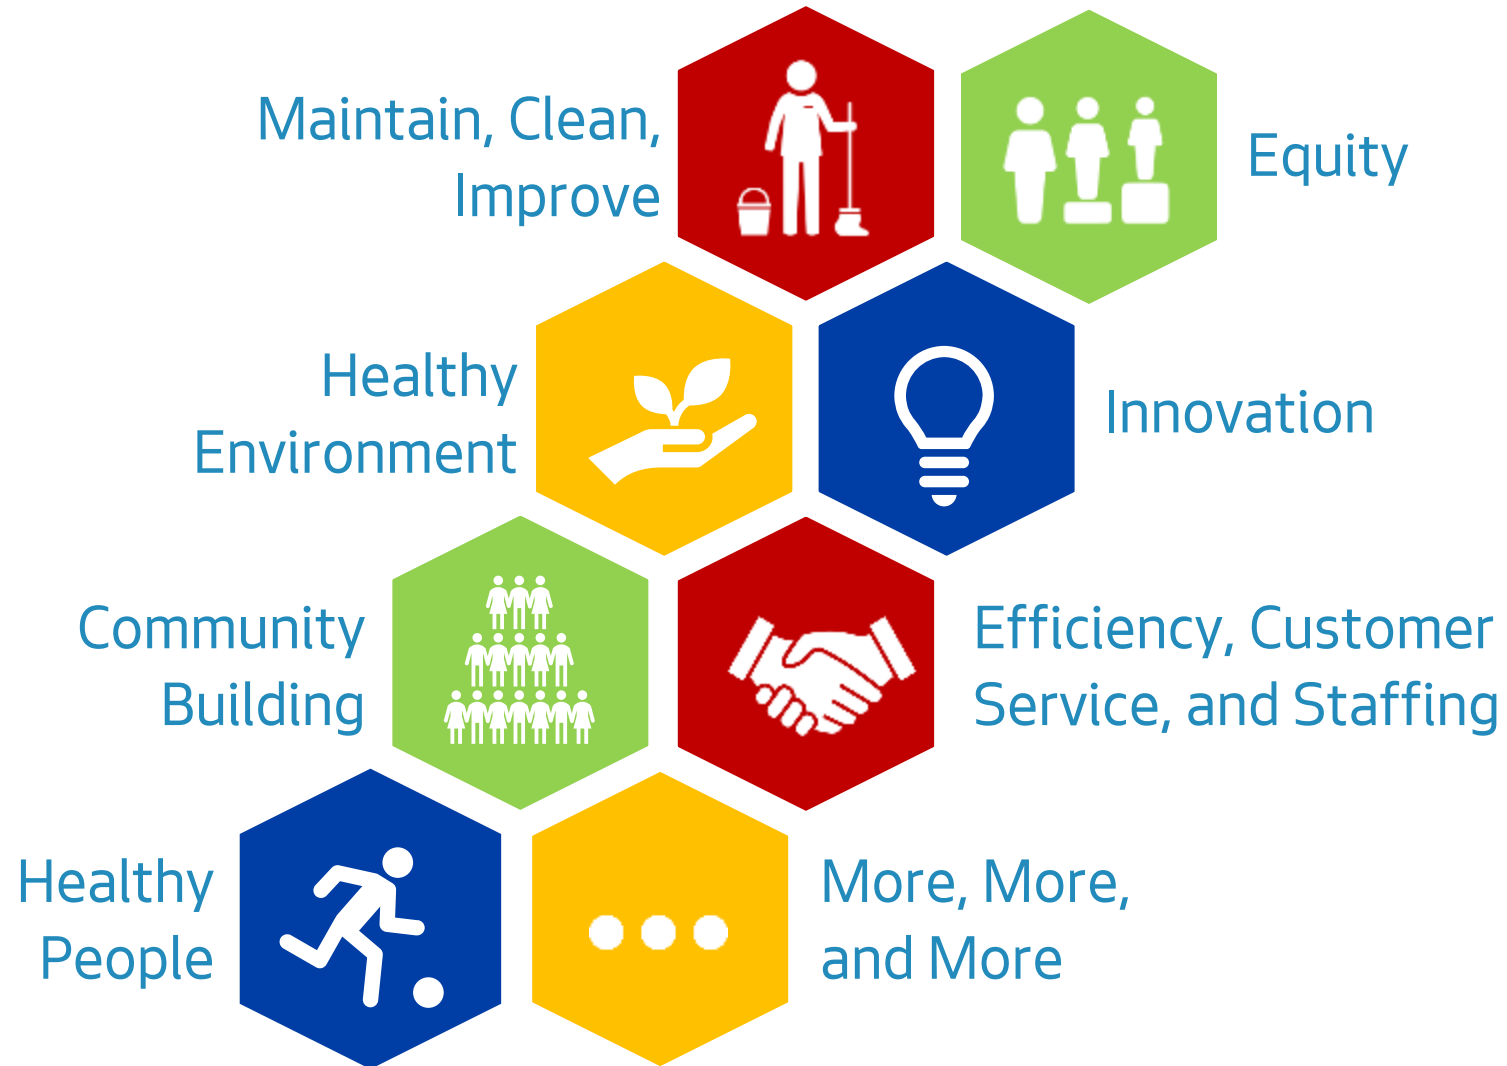 Maintain, Clean,
Improve
Equity
Healthy
Environment
Innovation
Community
Building
Efficiency, Customer
Service, and Staffing
Healthy
People
More, More,
and More